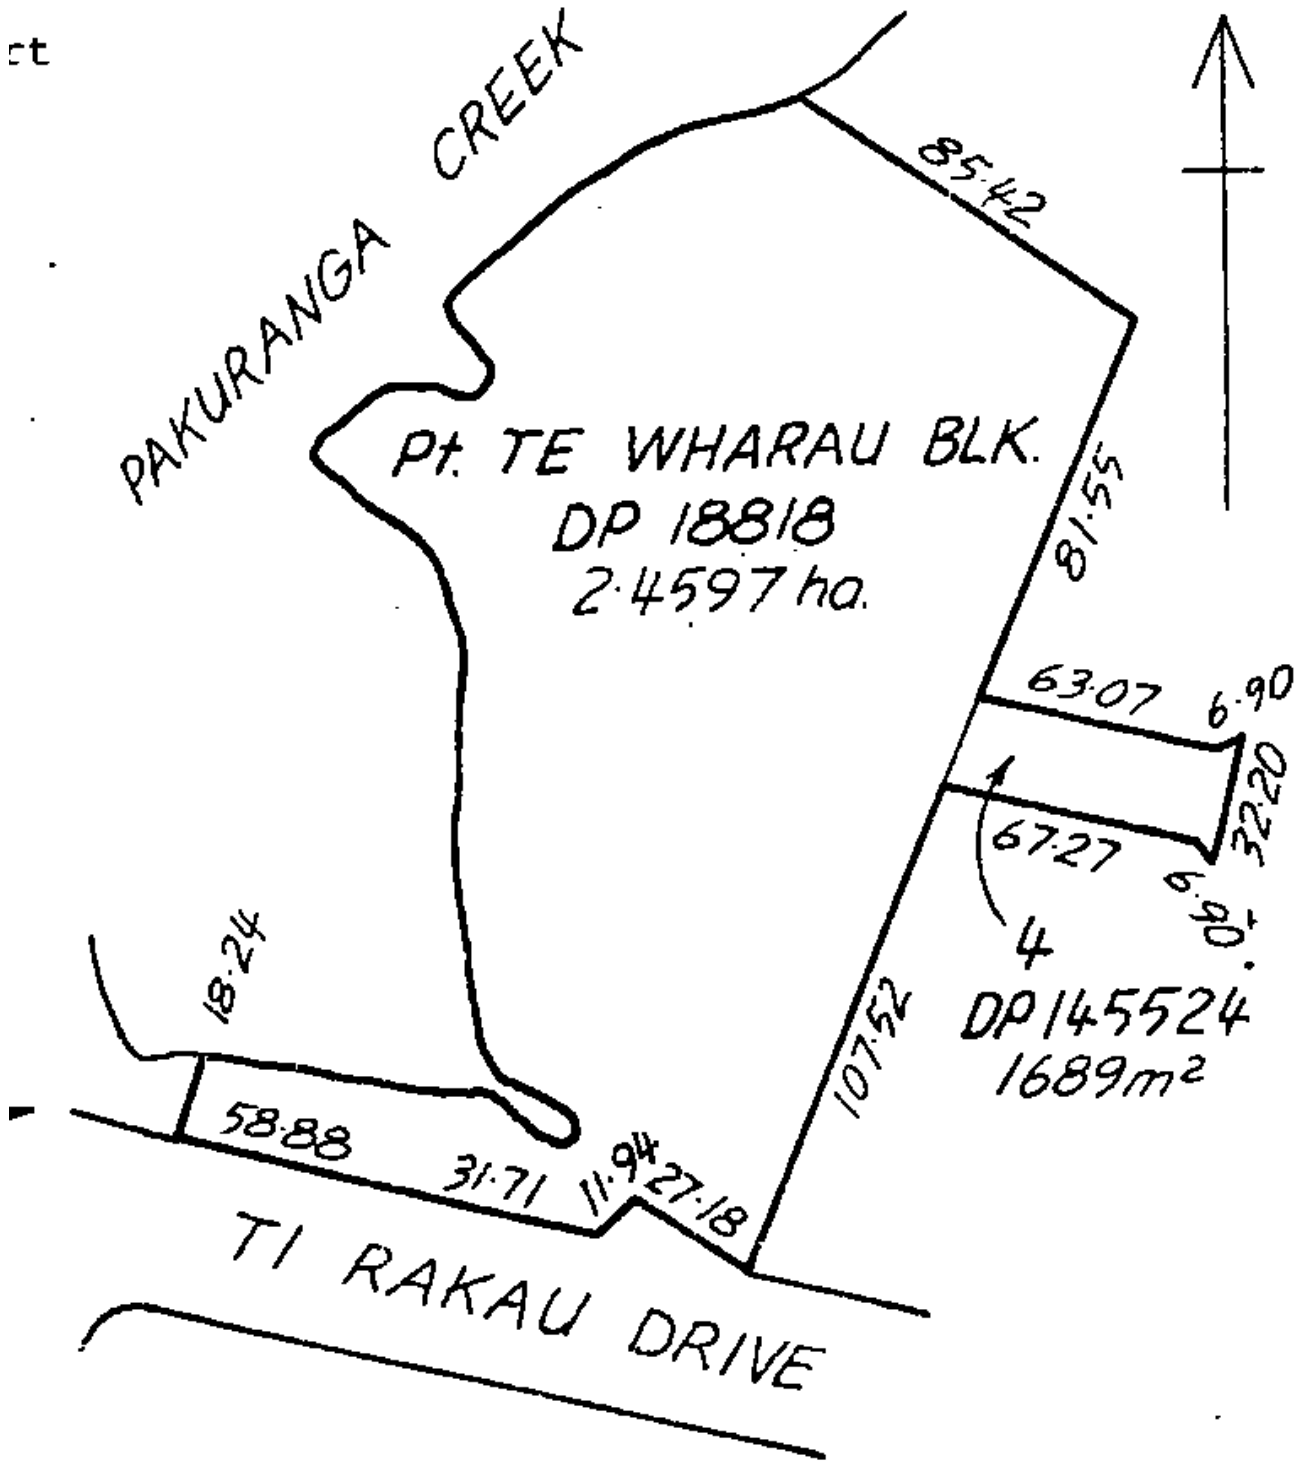 ct
PAKURANGA CREEK
85.42
Pt. TE WHARAU BLK.
DP 18818
2.4597 ha.
81.55
63.07
6.90
32.20
67.27
6.90
4
DP 145524
1689m²
18.24
107.52
58.88
31.71
11.94
27.18
TI RAKAU DRIVE